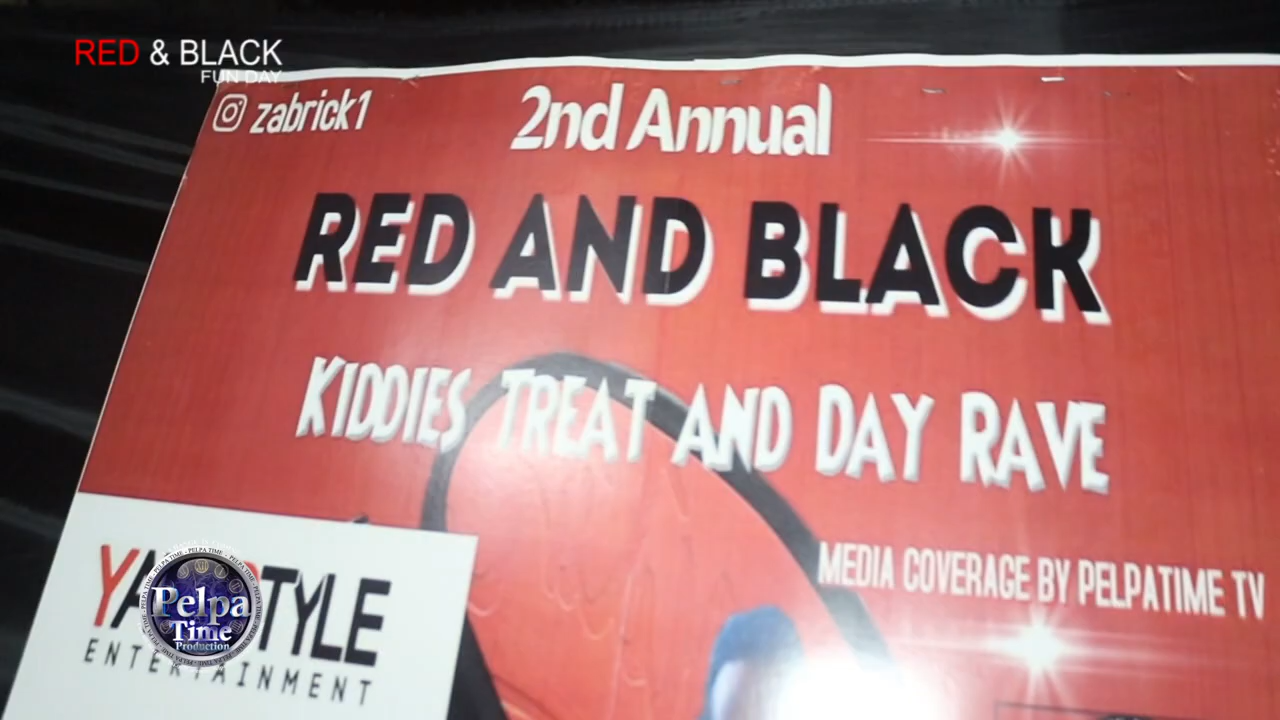 RED & BLACK
FUN DAY
zabrick1
2nd Annual
RED AND BLACK
KIDDIES TREAT AND DAY RAVE
MEDIA COVERAGE BY PELPATIME TV
ENTERTAINMENT
Pelpa
Time
Production